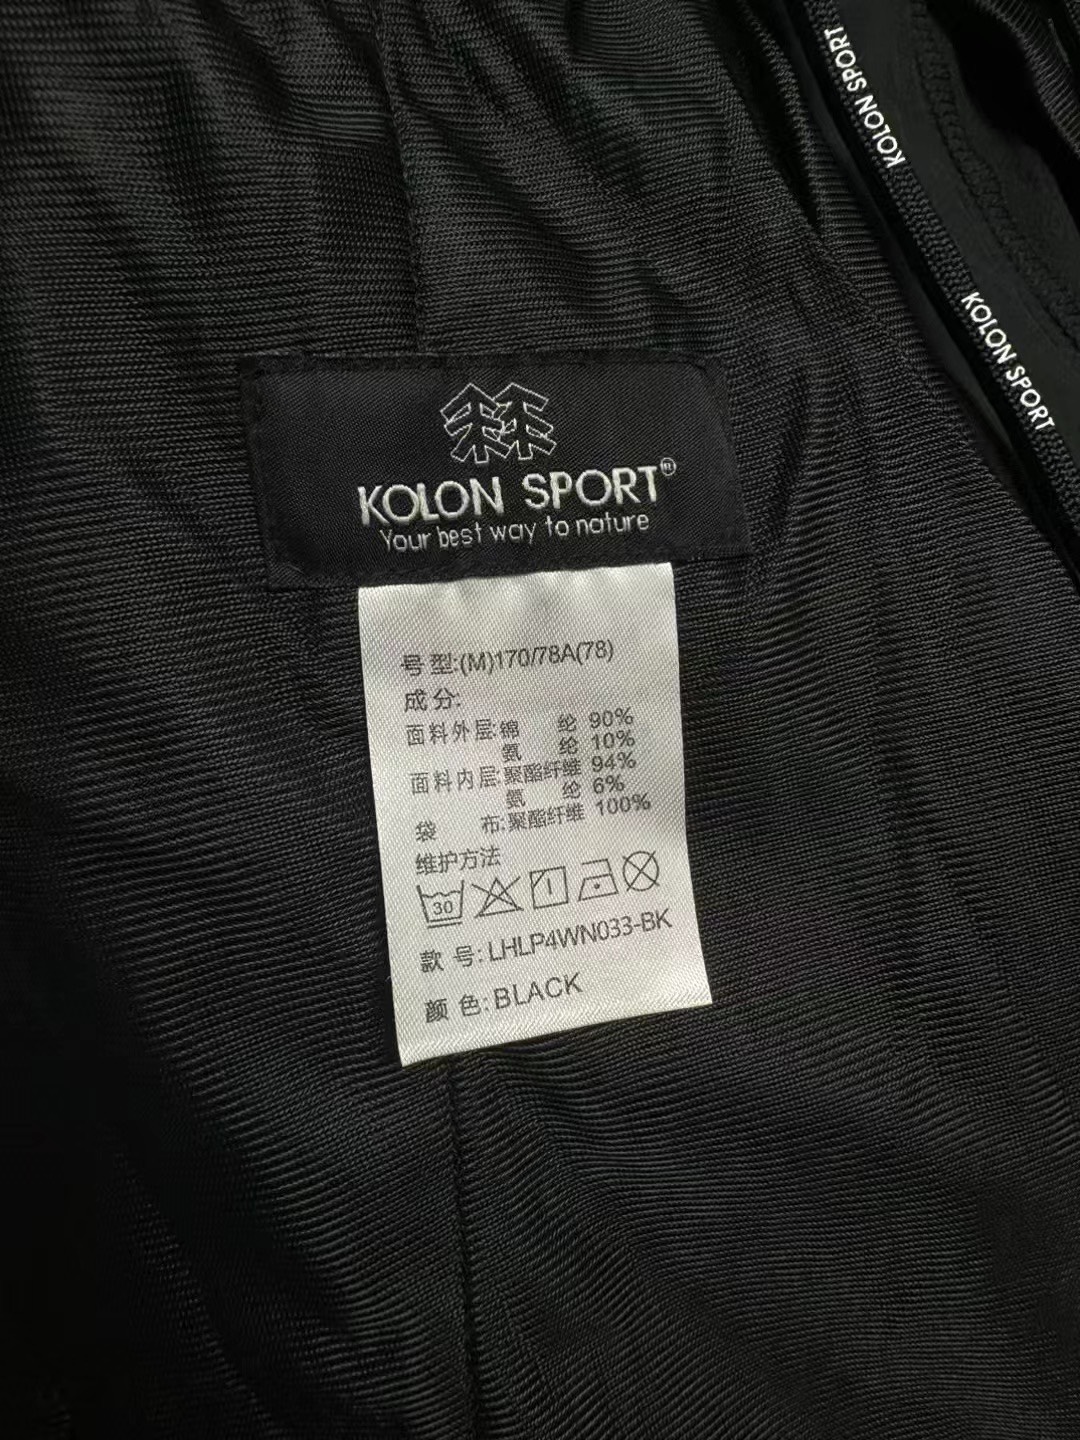 KOLON SPORT
KOLON SPORT
KOLON SPORT®
Your best way to nature
号型:(M)170/78A(78)
成分:
面料外层:锦纶 90%
氨纶 10%
面料内层:聚酯纤维 94%
氨纶 6%
袋布:聚酯纤维 100%
维护方法
30
款号:LHLP4WN033-BK
颜色:BLACK